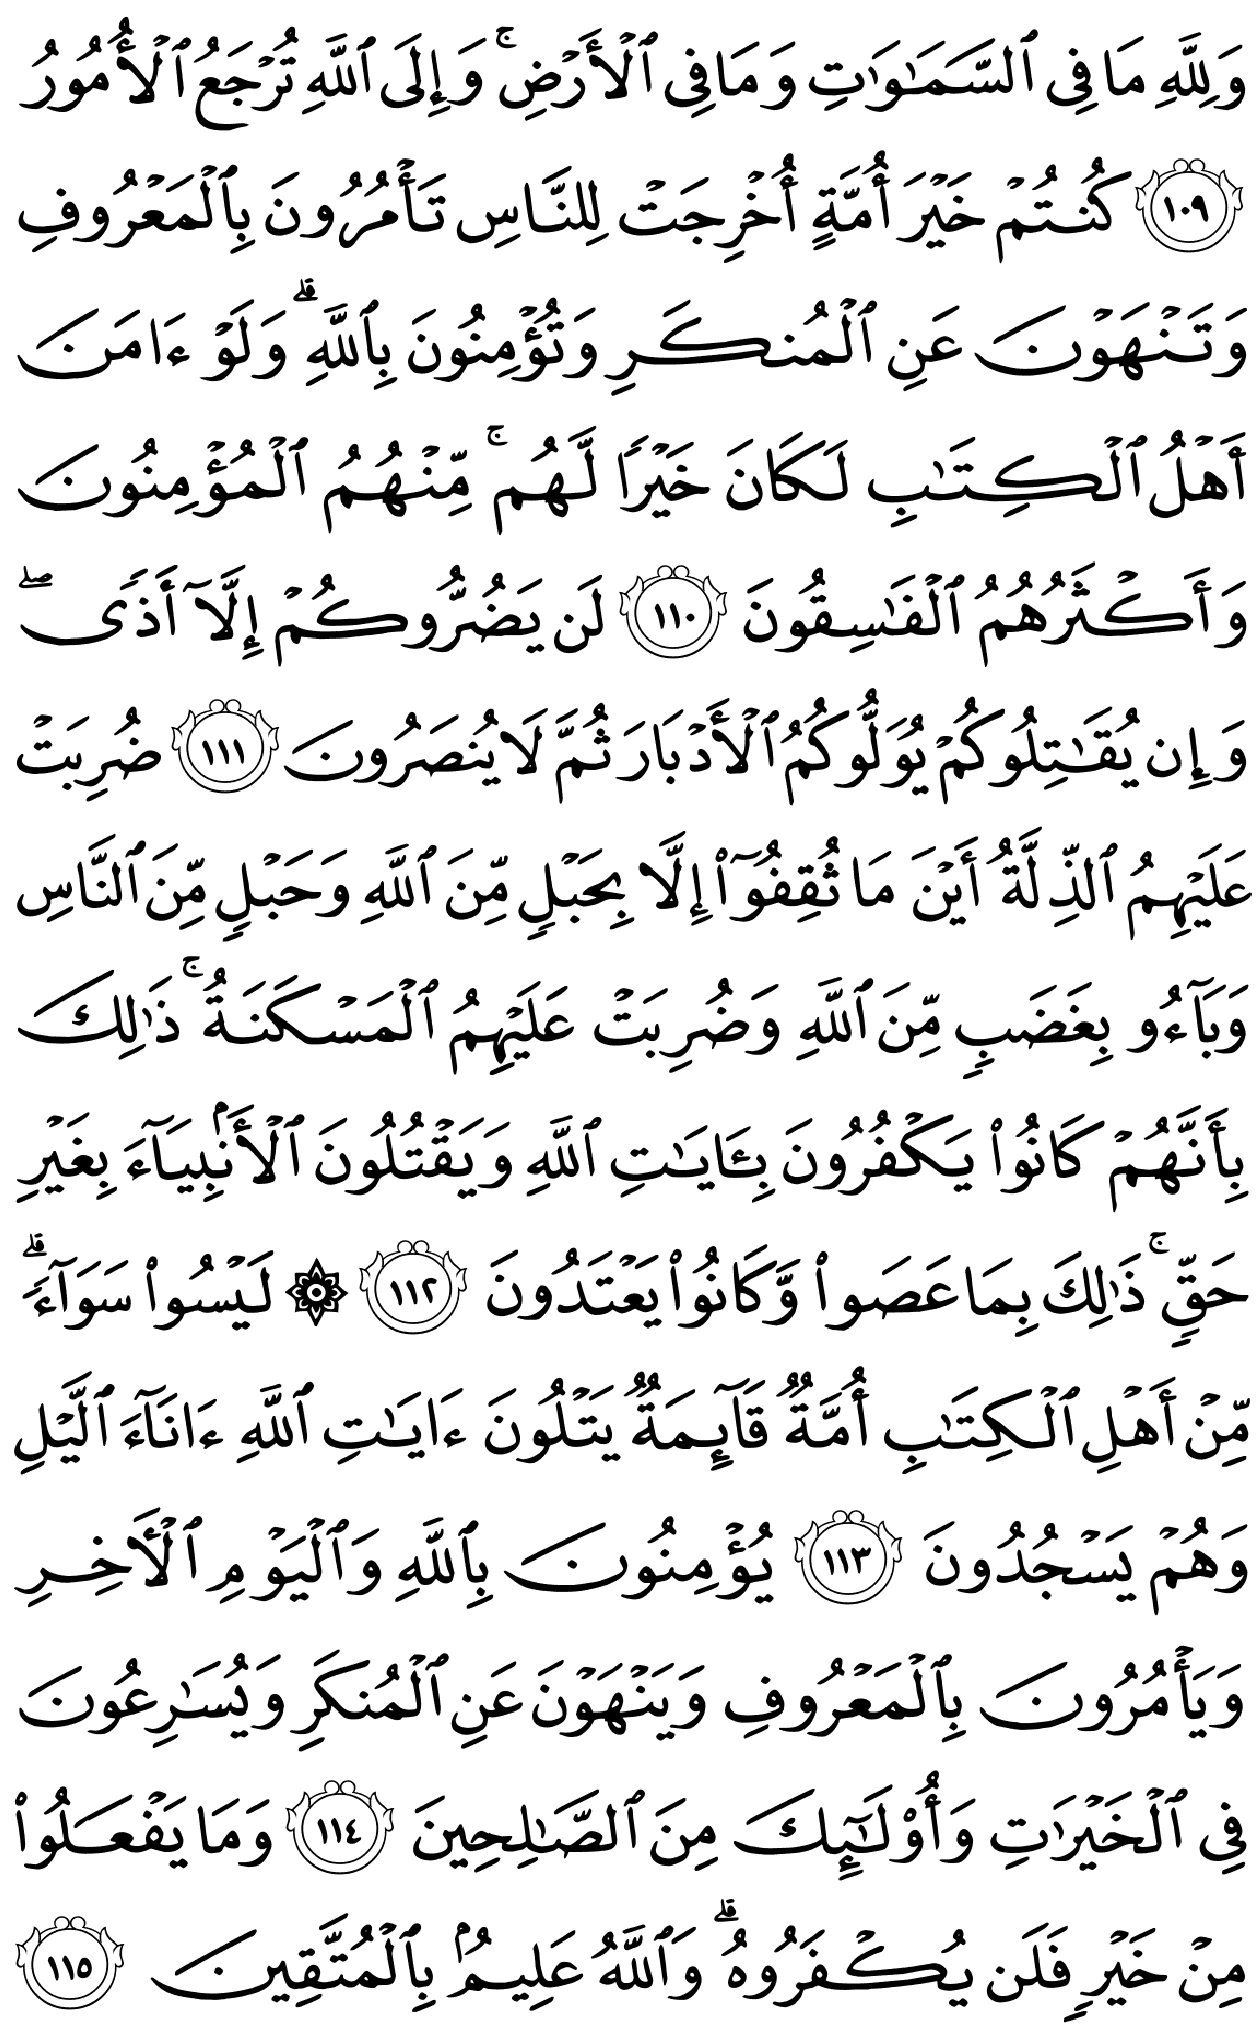 وَلِلَّهِ مَا فِى ٱلسَّمَٰوَٰتِ وَمَا فِى ٱلْأَرْضِ ۚ وَإِلَى ٱللَّهِ تُرْجَعُ ٱلْأُمُورُ
١٠٩ كُنتُمْ خَيْرَ أُمَّةٍ أُخْرِجَتْ لِلنَّاسِ تَأْمُرُونَ بِٱلْمَعْرُوفِ
وَتَنْهَوْنَ عَنِ ٱلْمُنكَرِ وَتُؤْمِنُونَ بِٱللَّهِ ۗ وَلَوْ ءَامَنَ
أَهْلُ ٱلْكِتَٰبِ لَكَانَ خَيْرًا لَّهُم ۚ مِّنْهُمُ ٱلْمُؤْمِنُونَ
وَأَكْثَرُهُمُ ٱلْفَٰسِقُونَ ١١٠ لَن يَضُرُّوكُمْ إِلَّآ أَذًى ۖ
وَإِن يُقَٰتِلُوكُمْ يُوَلُّوكُمُ ٱلْأَدْبَارَ ثُمَّ لَا يُنصَرُونَ ١١١ ضُرِبَتْ
عَلَيْهِمُ ٱلذِّلَّةُ أَيْنَ مَا ثُقِفُوٓا۟ إِلَّا بِحَبْلٍ مِّنَ ٱللَّهِ وَحَبْلٍ مِّنَ ٱلنَّاسِ
وَبَآءُو بِغَضَبٍ مِّنَ ٱللَّهِ وَضُرِبَتْ عَلَيْهِمُ ٱلْمَسْكَنَةُ ۚ ذَٰلِكَ
بِأَنَّهُمْ كَانُوا۟ يَكْفُرُونَ بِـَٔايَٰتِ ٱللَّهِ وَيَقْتُلُونَ ٱلْأَنۢبِيَآءَ بِغَيْرِ
حَقٍّ ۚ ذَٰلِكَ بِمَا عَصَوا۟ وَّكَانُوا۟ يَعْتَدُونَ ١١٢ ۞ لَيْسُوا۟ سَوَآءً ۗ
مِّنْ أَهْلِ ٱلْكِتَٰبِ أُمَّةٌ قَآئِمَةٌ يَتْلُونَ ءَايَٰتِ ٱللَّهِ ءَانَآءَ ٱلَّيْلِ
وَهُمْ يَسْجُدُونَ ١١٣ يُؤْمِنُونَ بِٱللَّهِ وَٱلْيَوْمِ ٱلْـَٔاخِرِ
وَيَأْمُرُونَ بِٱلْمَعْرُوفِ وَيَنْهَوْنَ عَنِ ٱلْمُنكَرِ وَيُسَٰرِعُونَ
فِى ٱلْخَيْرَٰتِ وَأُو۟لَٰٓئِكَ مِنَ ٱلصَّٰلِحِينَ ١١٤ وَمَا يَفْعَلُوا۟
مِنْ خَيْرٍ فَلَن يُكْفَرُوهُ ۗ وَٱللَّهُ عَلِيمٌۢ بِٱلْمُتَّقِينَ ١١٥